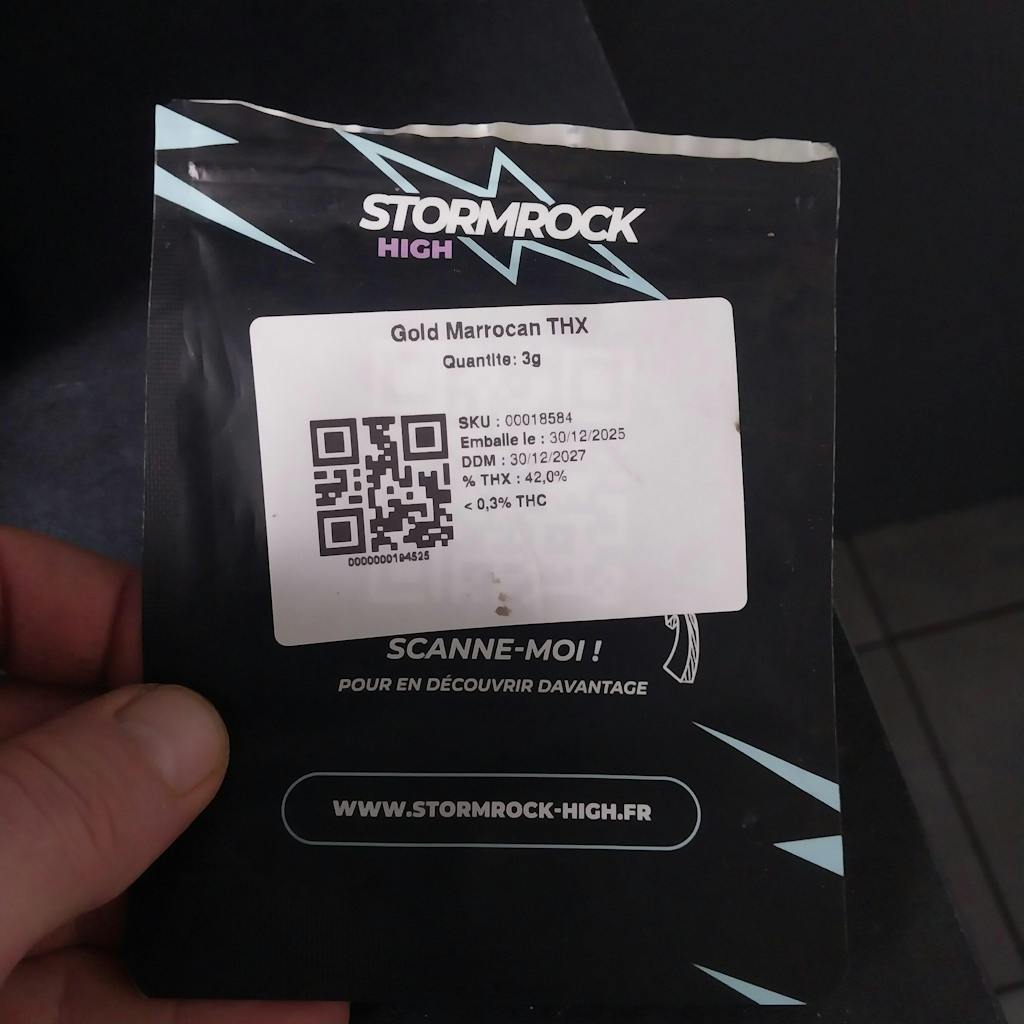 STORMROCK
HIGH
Gold Marrocan THX
Quantite: 3g
SKU : 00018584
Emballe le : 30/12/2025
DDM : 30/12/2027
% THX : 42,0%
< 0,3% THC
0000000194525
SCANNE-MOI !
POUR EN DÉCOUVRIR DAVANTAGE
WWW.STORMROCK-HIGH.FR